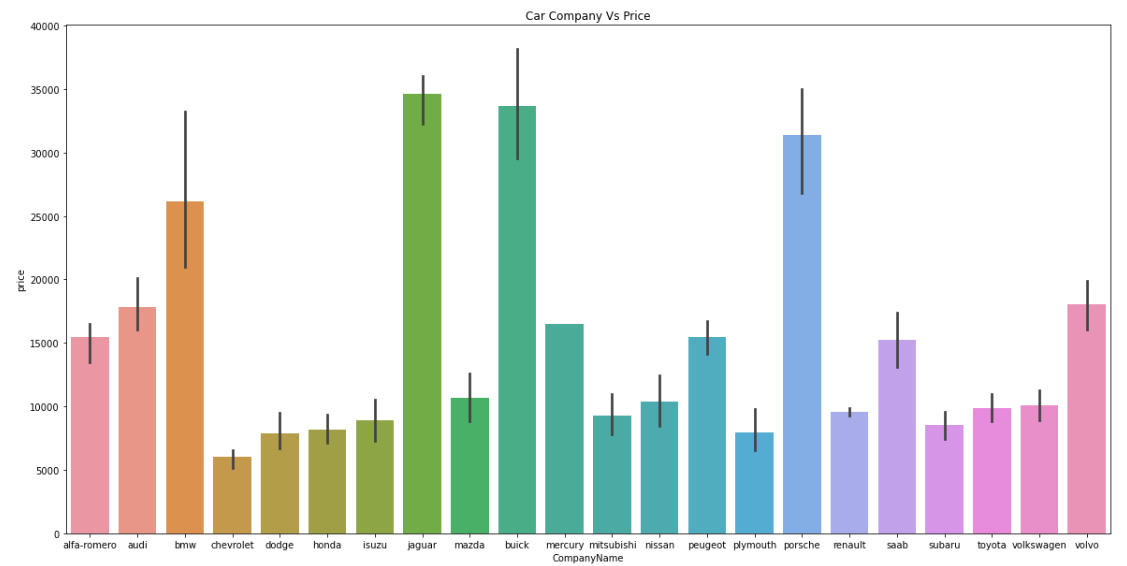 Car Company Vs Price
40000
35000
30000
25000
20000
15000
10000
5000
0
price
alfa-romero audi bmw chevrolet dodge honda isuzu jaguar mazda buick mercury mitsubishi nissan peugeot plymouth porsche renault saab subaru toyota volkswagen volvo
CompanyName